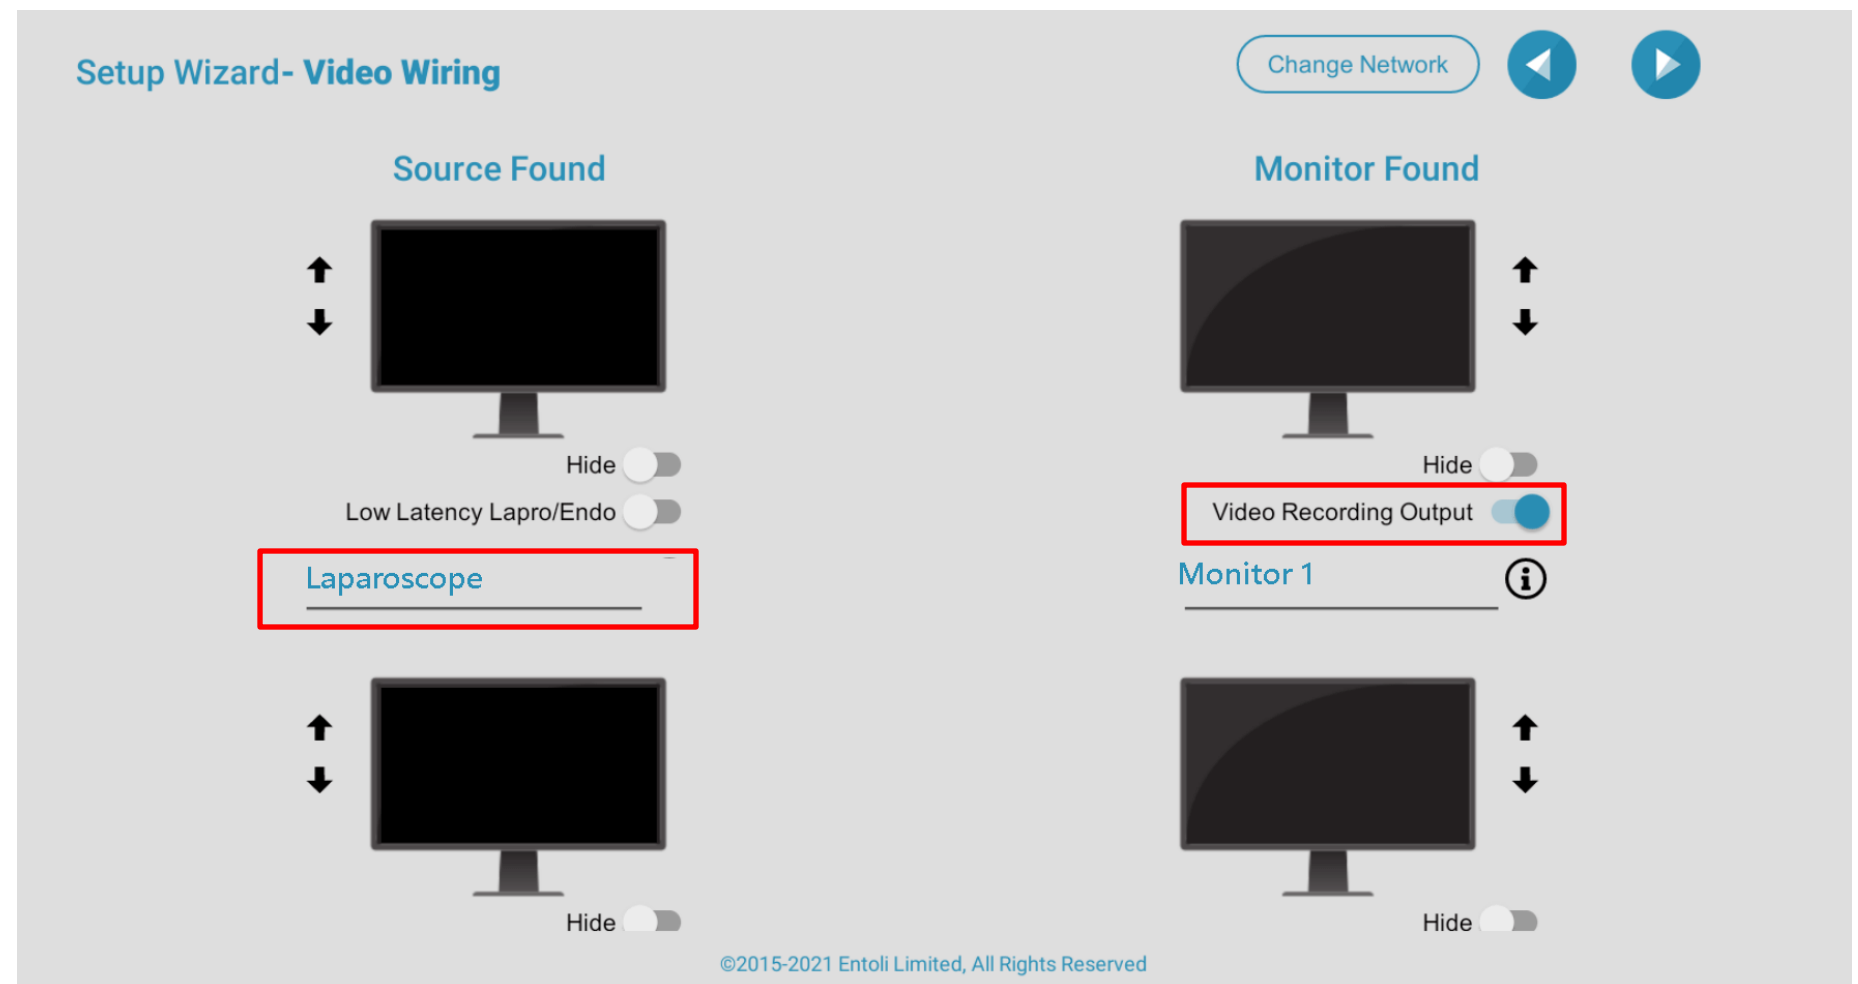 Setup Wizard- Video Wiring
Change Network
Source Found
Monitor Found
Hide
Low Latency Lapro/Endo
Laparoscope
Hide
Video Recording Output
Monitor 1
Hide
Hide
©2015-2021 Entoli Limited, All Rights Reserved